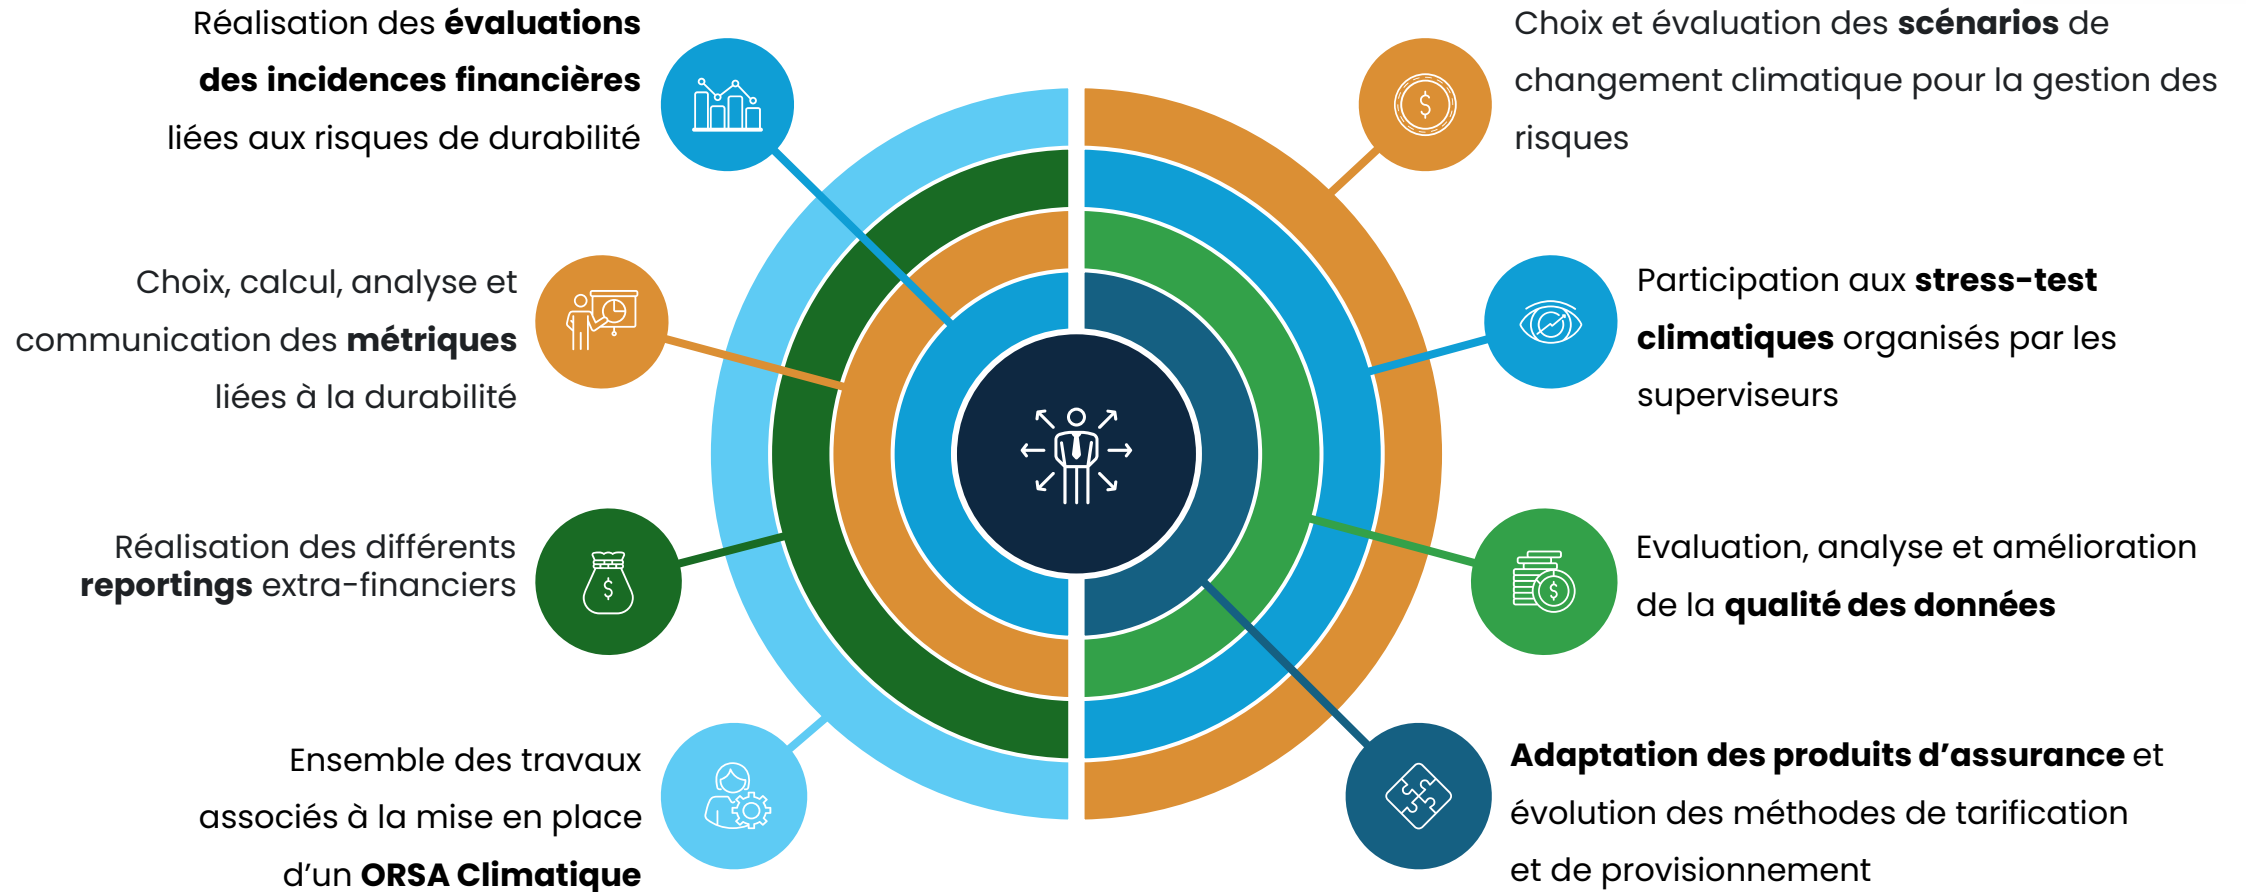 Réalisation des évaluations
des incidences financières
liées aux risques de durabilité
Choix, calcul, analyse et
communication des métriques
liées à la durabilité
Réalisation des différents
reportings extra-financiers
Ensemble des travaux
associés à la mise en place
d’un ORSA Climatique
Choix et évaluation des scénarios de
changement climatique pour la gestion des
risques
Participation aux stress-test
climatiques organisés par les
superviseurs
Evaluation, analyse et amélioration
de la qualité des données
Adaptation des produits d’assurance et
évolution des méthodes de tarification
et de provisionnement